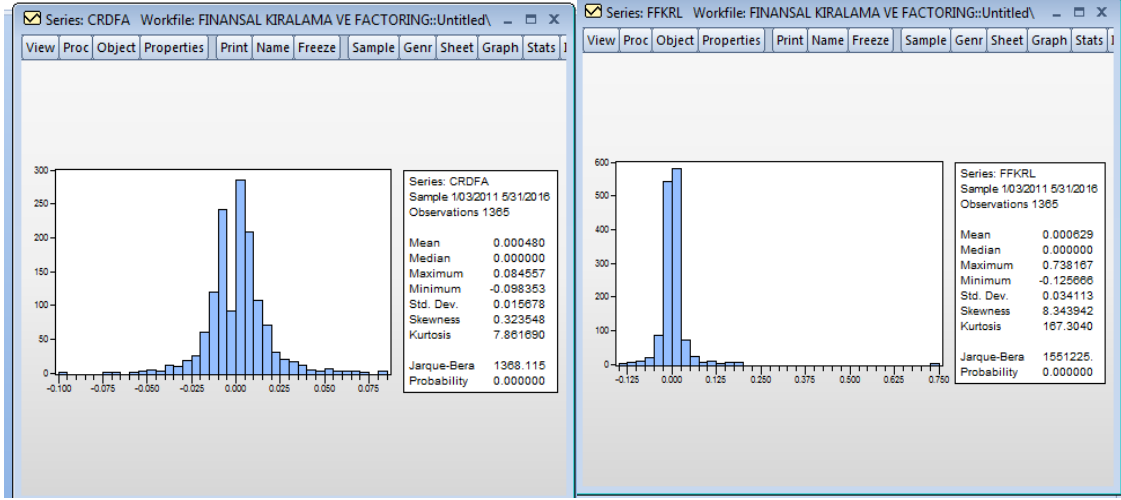 Series: CRDFA Workfile: FINANSAL KIRALAMA VE FACTORING::Untitled\
View Proc Object Properties Print Name Freeze Sample Genr Sheet Graph Stats I
300
250
200
150
100
50
0
-0.100 -0.075 -0.050 -0.025 0.000 0.025 0.050 0.075
Series: CRDFA
Sample 1/03/2011 5/31/2016
Observations 1365
Mean 0.000480
Median 0.000000
Maximum 0.084557
Minimum -0.098353
Std. Dev. 0.015678
Skewness 0.323548
Kurtosis 7.861690
Jarque-Bera 1368.115
Probability 0.000000
Series: FFKRL Workfile: FINANSAL KIRALAMA VE FACTORING::Untitled\
View Proc Object Properties Print Name Freeze Sample Genr Sheet Graph Stats I
600
500
400
300
200
100
0
-0.125 0.000 0.125 0.250 0.375 0.500 0.625 0.750
Series: FFKRL
Sample 1/03/2011 5/31/2016
Observations 1365
Mean 0.000629
Median 0.000000
Maximum 0.738167
Minimum -0.125666
Std. Dev. 0.034113
Skewness 8.343942
Kurtosis 167.3040
Jarque-Bera 1551225.
Probability 0.000000